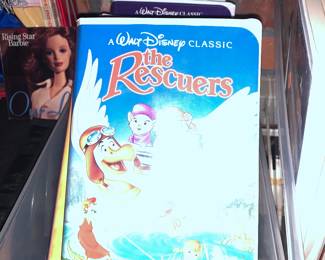 A WALT DISNEY CLASSIC
Rising Star
Barbie
A Walt Disney CLASSIC
the
Rescuers